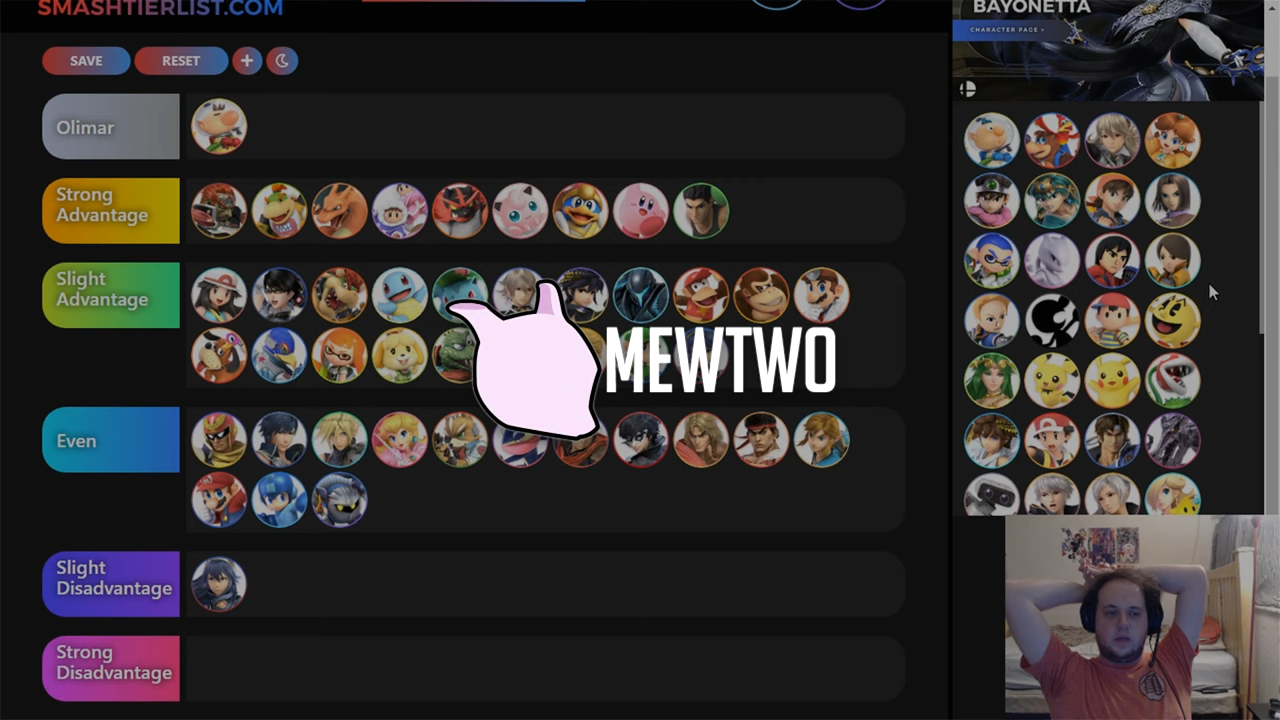 SMASHTIERLIST.COM
BAYONETTA
CHARACTER PAGE >
SAVE
RESET
+
Olimar
Strong
Advantage
Slight
Advantage
MEWTWO
Even
Slight
Disadvantage
Strong
Disadvantage